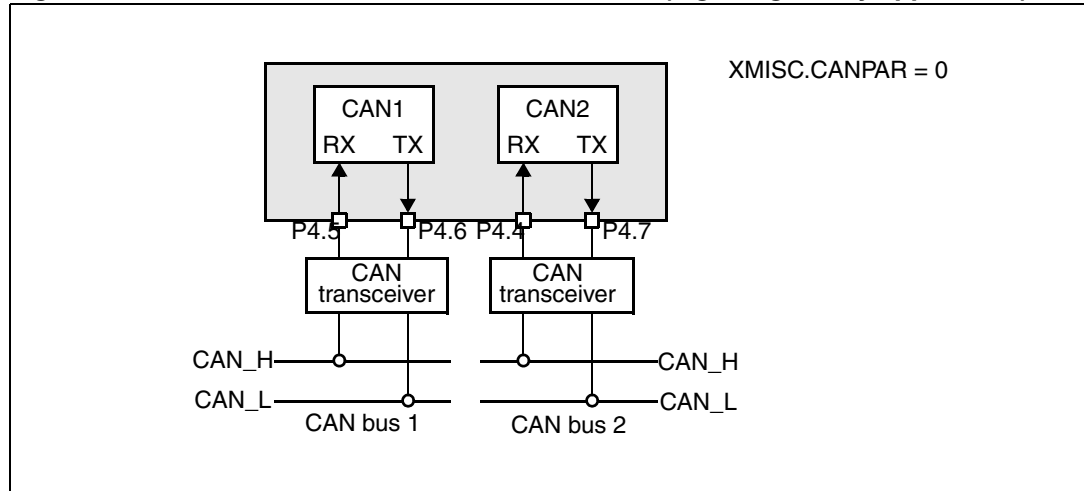 XMISC.CANPAR = 0
CAN1
CAN2
RX TX
RX TX
P4.5 P4.6 P4.4 P4.7
CAN
transceiver
CAN
transceiver
CAN_H
CAN_H
CAN_L
CAN_L
CAN bus 1
CAN bus 2